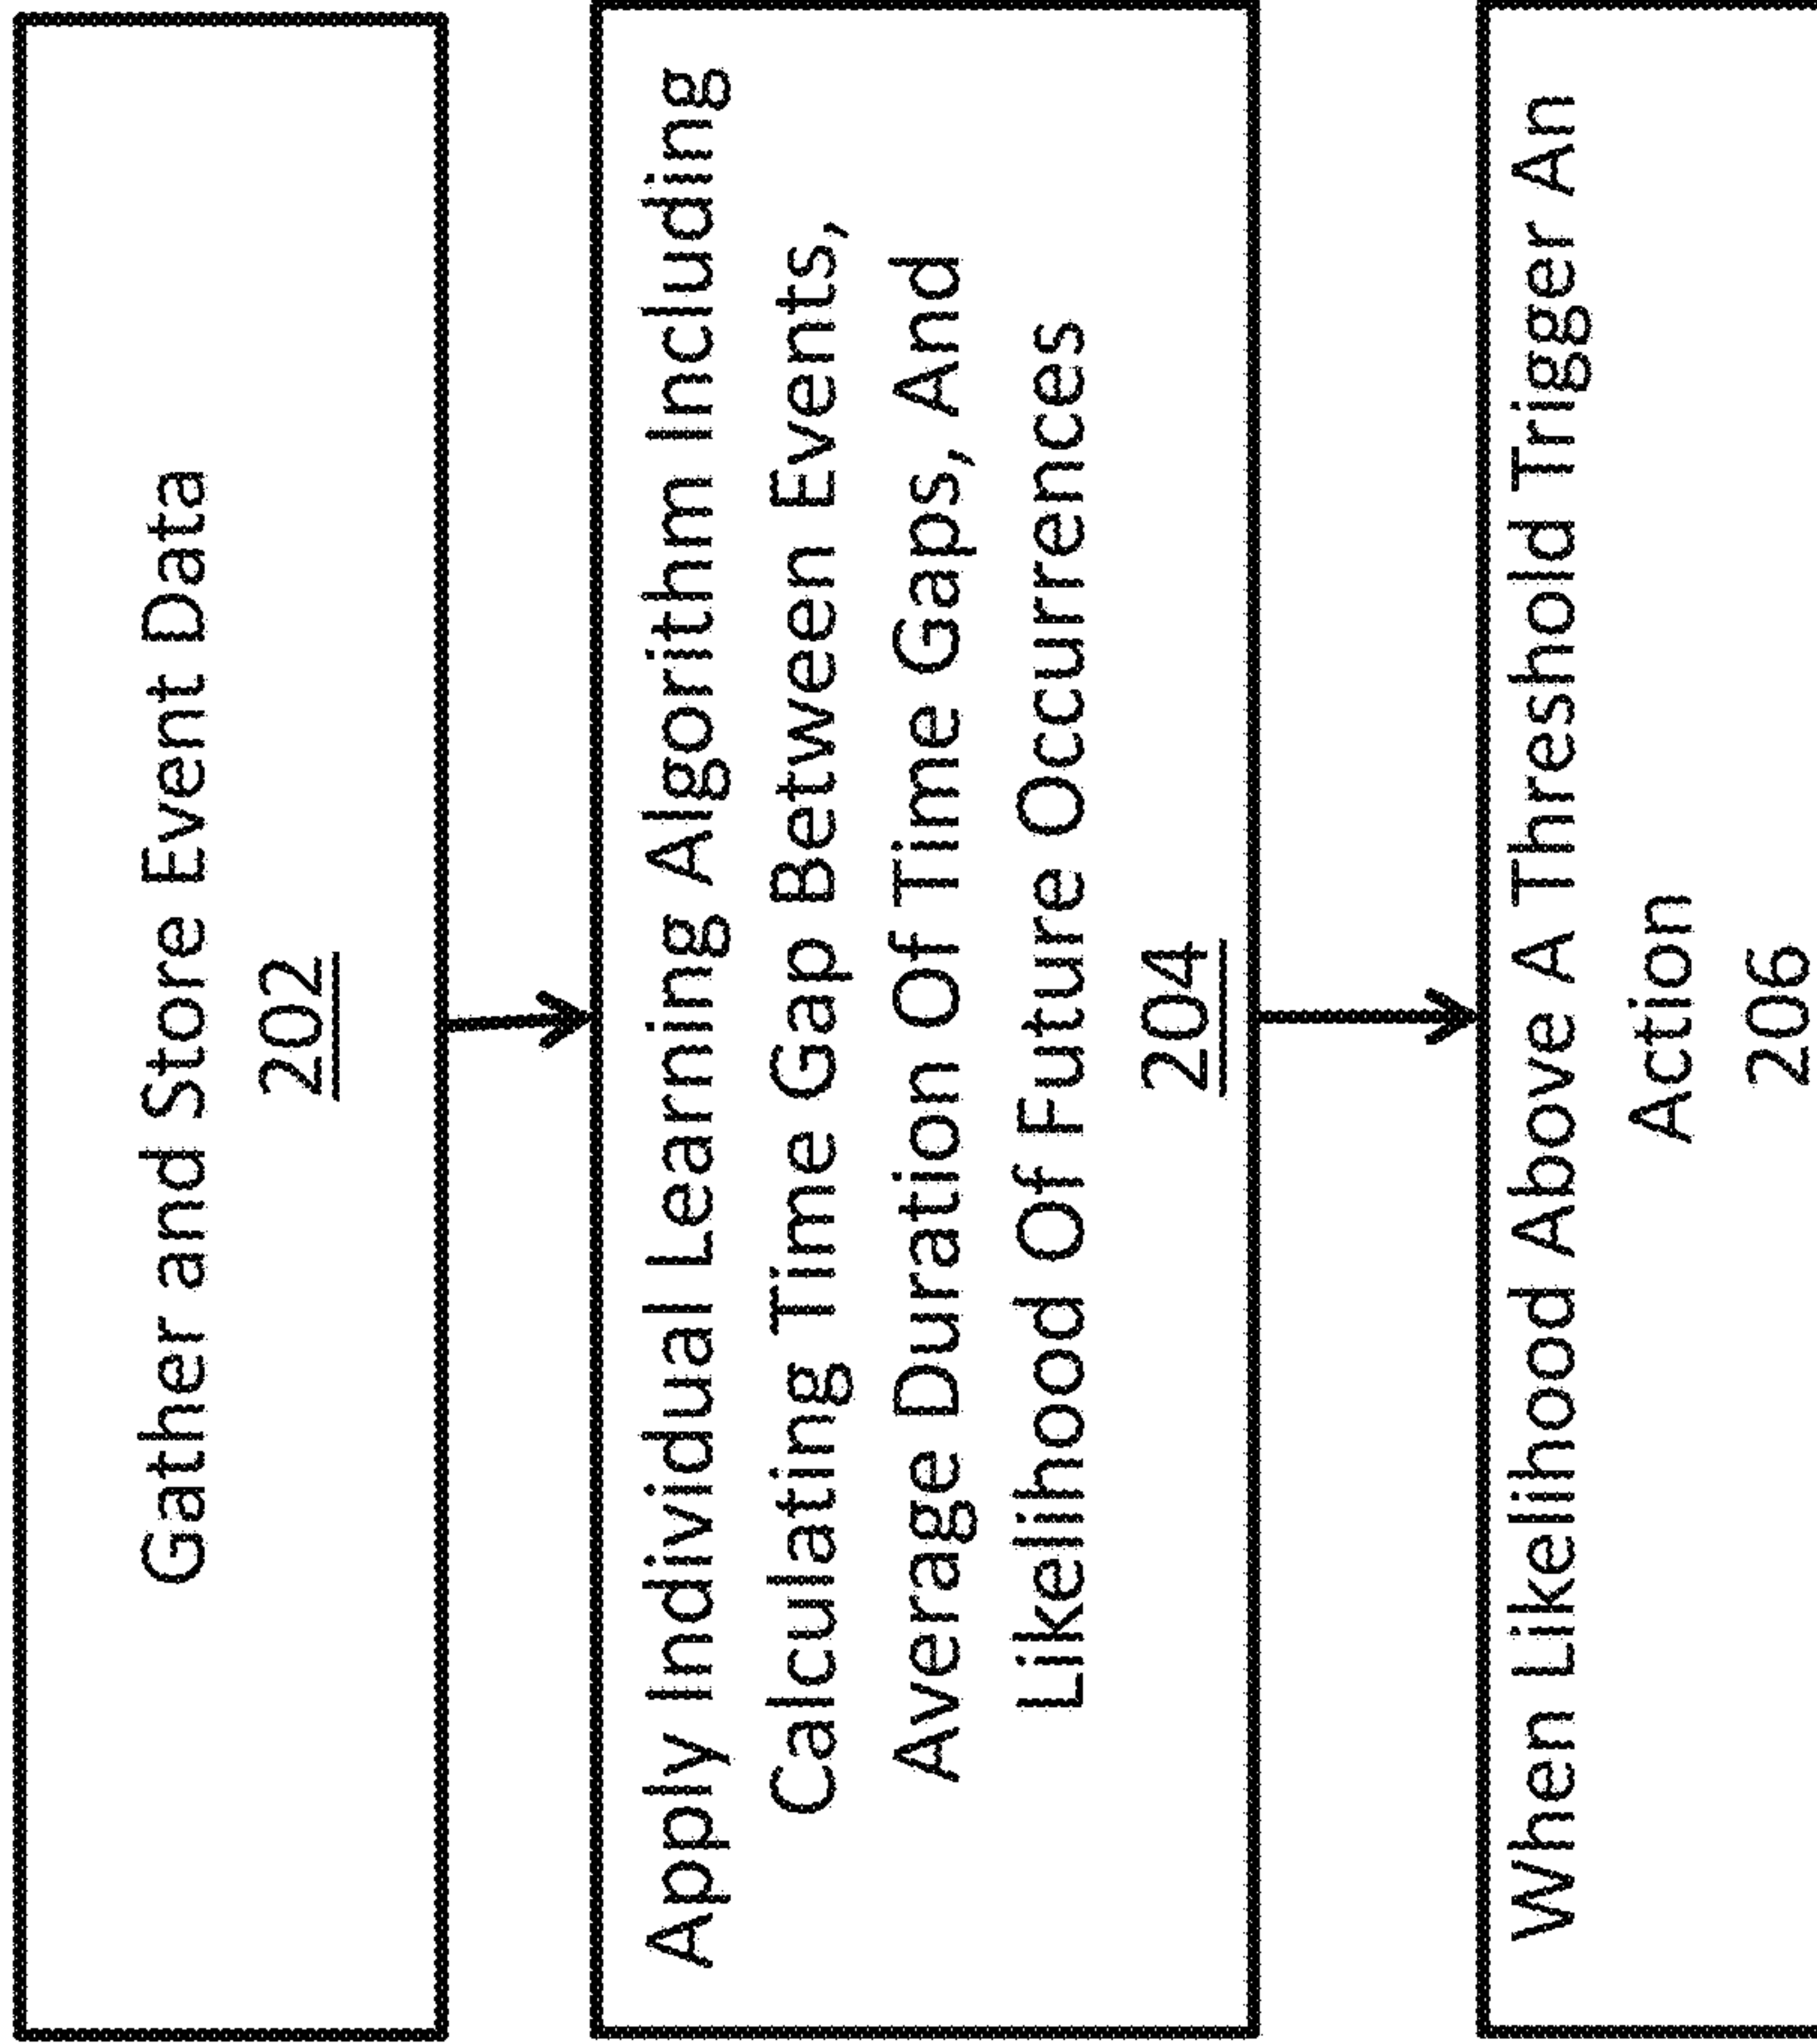 Gather and Store Event Data
202
Apply Individual Learning Algorithm Including
Calculating Time Gap Between Events,
Average Duration Of Time Gaps, And
Likelihood Of Future Occurrences
204
When Likelihood Above A Threshold Trigger An
Action
206